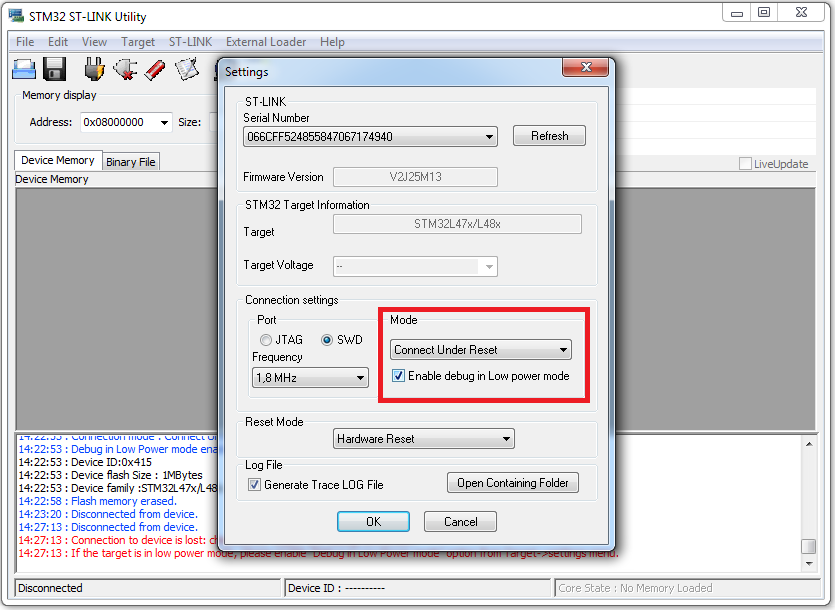 STM32 ST-LINK Utility
File Edit View Target ST-LINK External Loader Help
Memory display
Address: 0x08000000 Size:
LiveUpdate
Device Memory Binary File
Device Memory
Settings
ST-LINK
Serial Number
066CFF524855847067174940 Refresh
Firmware Version V2J25M13
STM32 Target Information
Target STM32L47x/L48x
Target Voltage --
Connection settings
Port
JTAG SWD
Frequency
1,8 MHz
Mode
Connect Under Reset
Enable debug in Low power mode
Reset Mode
Hardware Reset
Log File
Generate Trace LOG File Open Containing Folder
OK Cancel
14:22:53 : Connection mode : Connect
14:22:53 : Debug in Low Power mode
14:22:53 : Device ID:0x415
14:22:53 : Device flash Size : 1MBytes
14:22:53 : Device family :STM32L47x/L48
14:22:58 : Flash memory erased.
14:23:20 : Disconnected from device.
14:27:13 : Disconnected from device.
14:27:13 : Connection to device is lost:
14:27:13 : If the target is in low power mode, please enable "Debug in Low Power mode" option from Target->settings menu.
Disconnected Device ID : ---------- Core State : No Memory Loaded